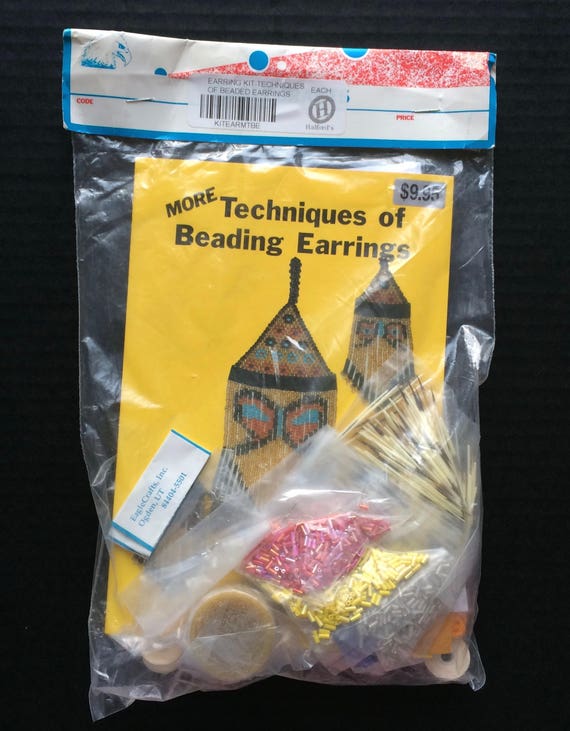 EARRING KIT-TECHNIQUES
OF BEADED EARRINGS
EACH
H
Halford's
KITEARMTBE
CODE
PRICE
$9.95
MORE Techniques of
Beading Earrings
EagleCrafts, Inc.
Ogden, UT
84404-5501